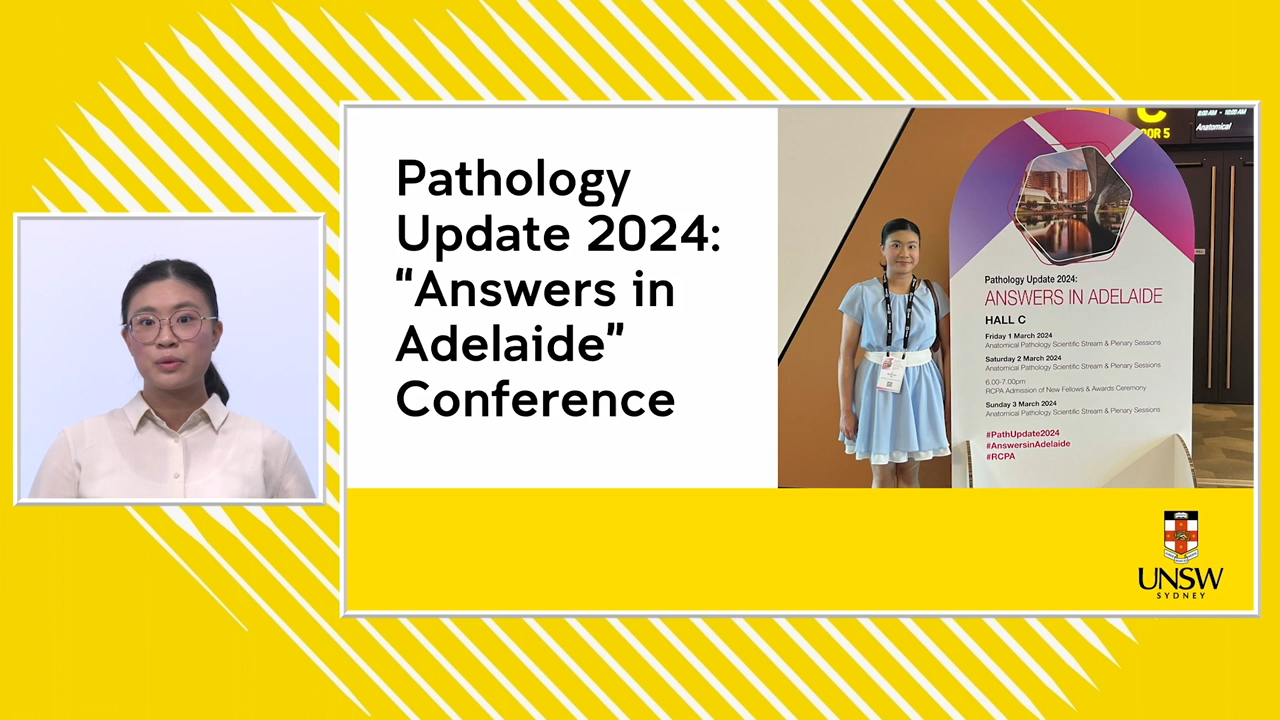 Pathology
Update 2024:
“Answers in
Adelaide”
Conference
OOR 5
Anatomical
Pathology Update 2024:
ANSWERS IN ADELAIDE
HALL C
Friday 1 March 2024
Anatomical Pathology Scientific Stream & Plenary Sessions
Saturday 2 March 2024
Anatomical Pathology Scientific Stream & Plenary Sessions
6.00-7.00pm
RCPA Admission of New Fellows & Awards Ceremony
Sunday 3 March 2024
Anatomical Pathology Scientific Stream & Plenary Sessions
#PathUpdate2024
#AnswersinAdelaide
#RCPA
UNSW
SYDNEY